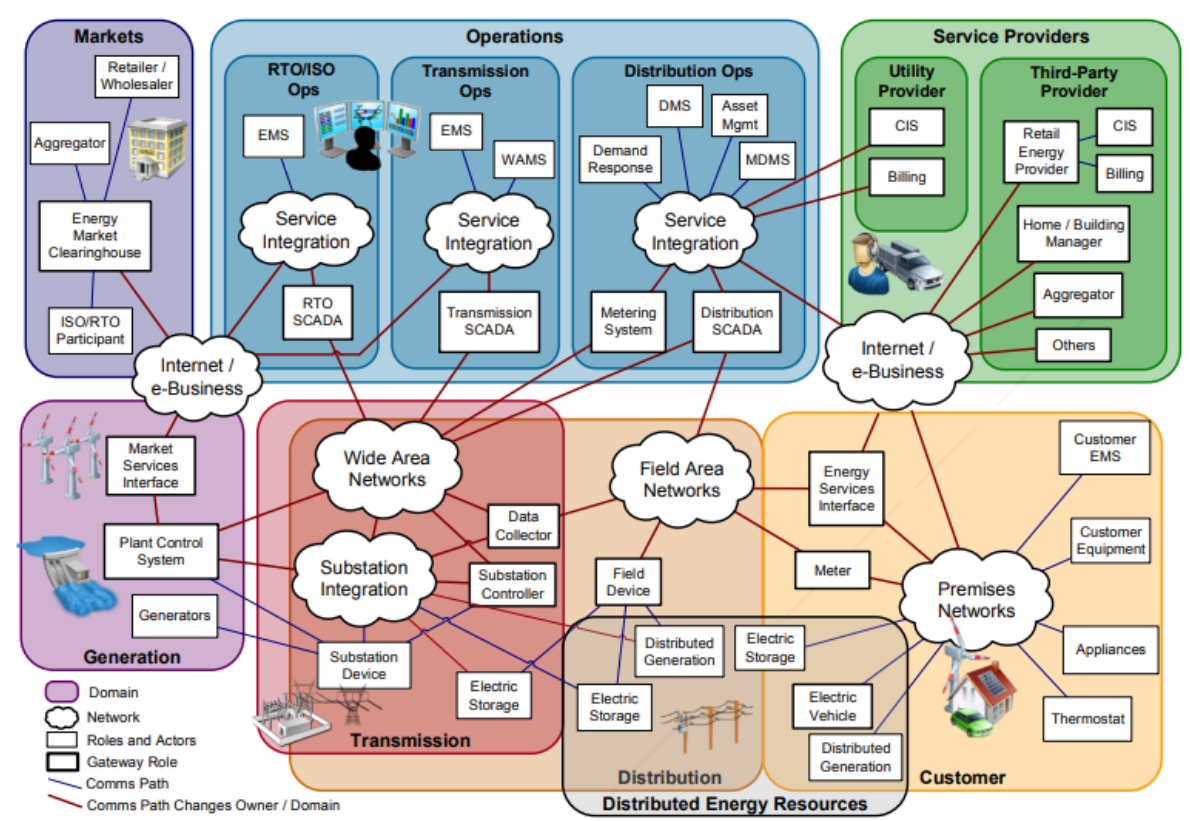 Markets
Retailer /
Wholesaler
Aggregator
Energy
Market
Clearinghouse
ISO/RTO
Participant
Operations
RTO/ISO
Ops
EMS
Service
Integration
RTO
SCADA
Transmission
Ops
EMS
WAMS
Service
Integration
Transmission
SCADA
Distribution Ops
DMS
Asset
Mgmt
Demand
Response
MDMS
Service
Integration
Metering
System
Distribution
SCADA
Service Providers
Utility
Provider
CIS
Billing
Third-Party
Provider
Retail
Energy
Provider
CIS
Billing
Home / Building
Manager
Aggregator
Others
Internet /
e-Business
Internet /
e-Business
Market
Services
Interface
Plant Control
System
Generators
Generation
Wide Area
Networks
Substation
Integration
Data
Collector
Substation
Controller
Substation
Device
Electric
Storage
Transmission
Field Area
Networks
Field
Device
Distributed
Generation
Electric
Storage
Distribution
Energy
Services
Interface
Meter
Premises
Networks
Customer
EMS
Customer
Equipment
Appliances
Thermostat
Electric
Storage
Electric
Vehicle
Distributed
Generation
Customer
Distributed Energy Resources
Domain
Network
Roles and Actors
Gateway Role
Comms Path
Comms Path Changes Owner / Domain